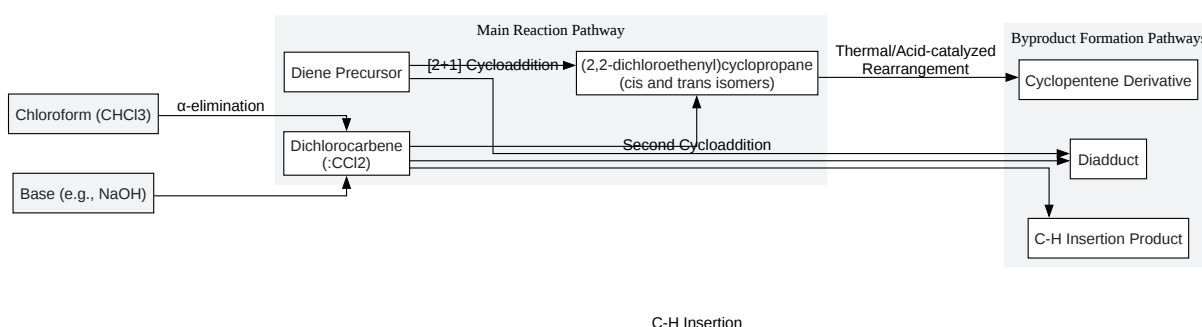 Main Reaction Pathway
Byproduct Formation Pathways
Diene Precursor
[2+1] Cycloaddition
(2,2-dichloroethenyl)cyclopropane
(cis and trans isomers)
Thermal/Acid-catalyzed
Rearrangement
Cyclopentene Derivative
Chloroform (CHCl3)
α-elimination
Dichlorocarbene
(:CCl2)
Second Cycloaddition
Diadduct
Base (e.g., NaOH)
C-H Insertion Product
C-H Insertion